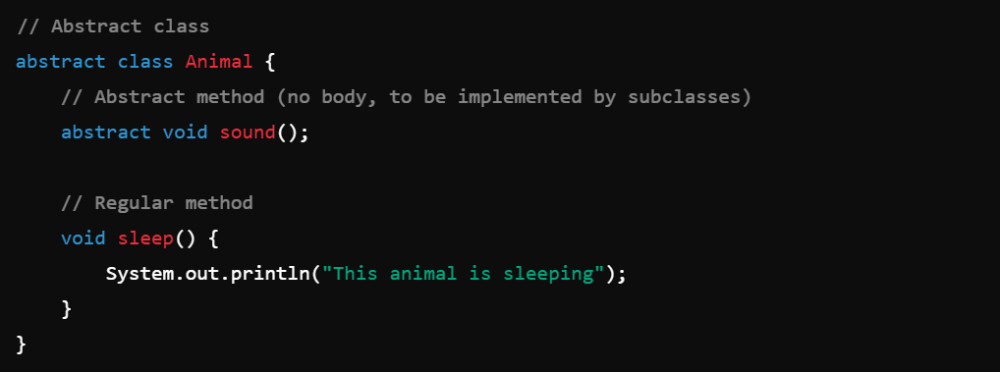 // Abstract class
abstract class Animal {
    // Abstract method (no body, to be implemented by subclasses)
    abstract void sound();

    // Regular method
    void sleep() {
        System.out.println("This animal is sleeping");
    }
}